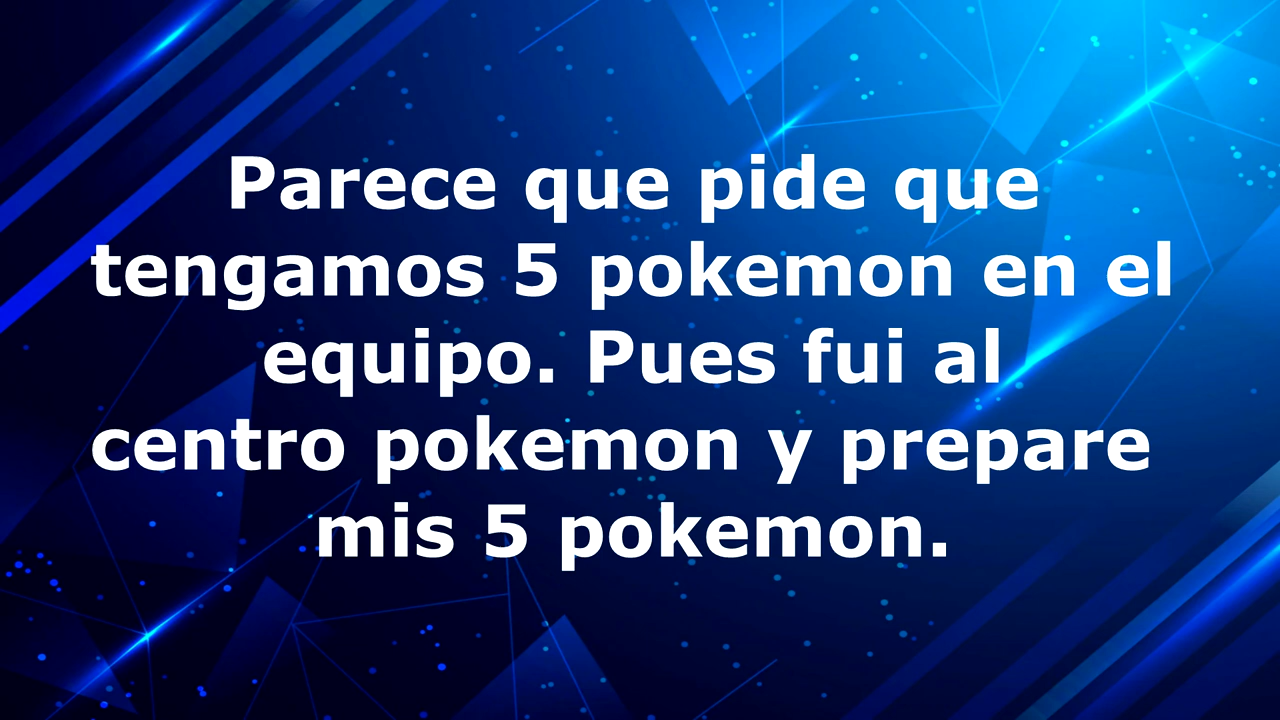 Parece que pide que
tengamos 5 pokemon en el
equipo. Pues fui al
centro pokemon y prepare
mis 5 pokemon.